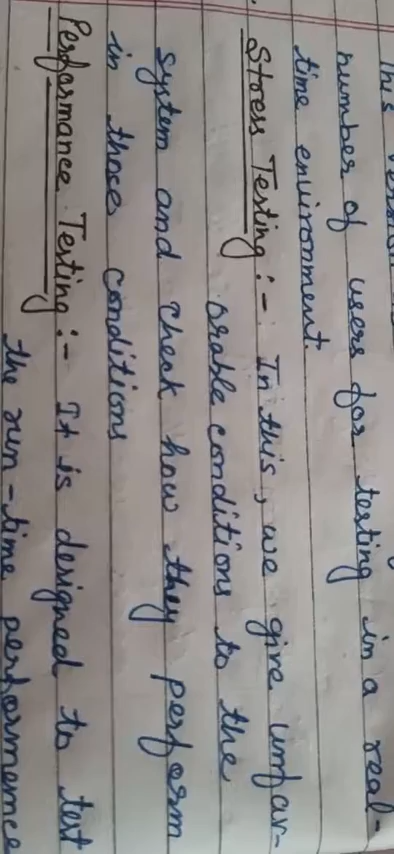 This
number of users for testing in a real-
time environment.
Stress Testing :- In this, we give unfav-
orable conditions to the
system and check how they perform
in those conditions
Performance Testing :- It is designed to test
the run-time performence